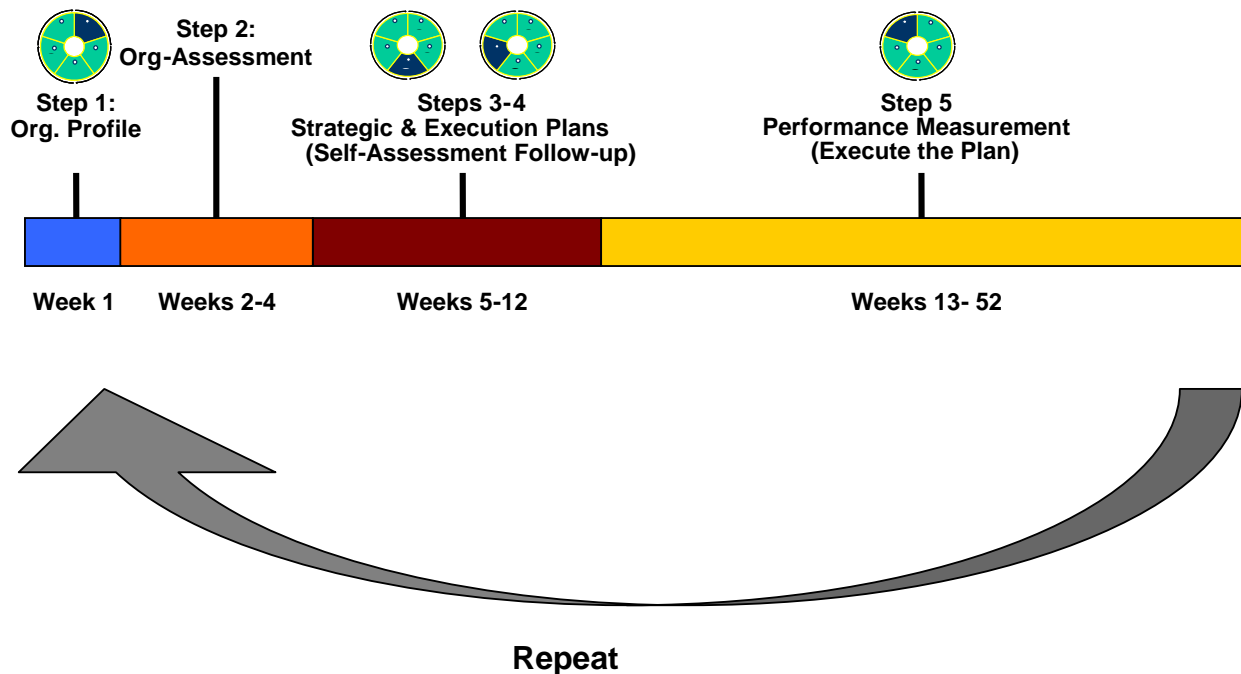 Step 1:
Org. Profile
Step 2:
Org-Assessment
Steps 3-4
Strategic & Execution Plans
(Self-Assessment Follow-up)
Step 5
Performance Measurement
(Execute the Plan)
Week 1
Weeks 2-4
Weeks 5-12
Weeks 13- 52
Repeat